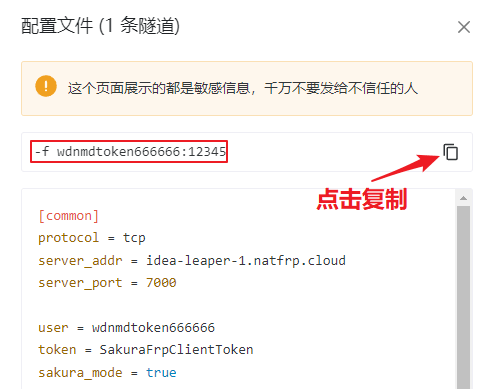 配置文件 (1 条隧道)
这个页面展示的都是敏感信息，千万不要发给不信任的人
-f wdnmdtoken666666:12345
点击复制
[common]
protocol = tcp
server_addr = idea-leaper-1.natfrp.cloud
server_port = 7000
user = wdnmdtoken666666
token = SakuraFrpClientToken
sakura_mode = true